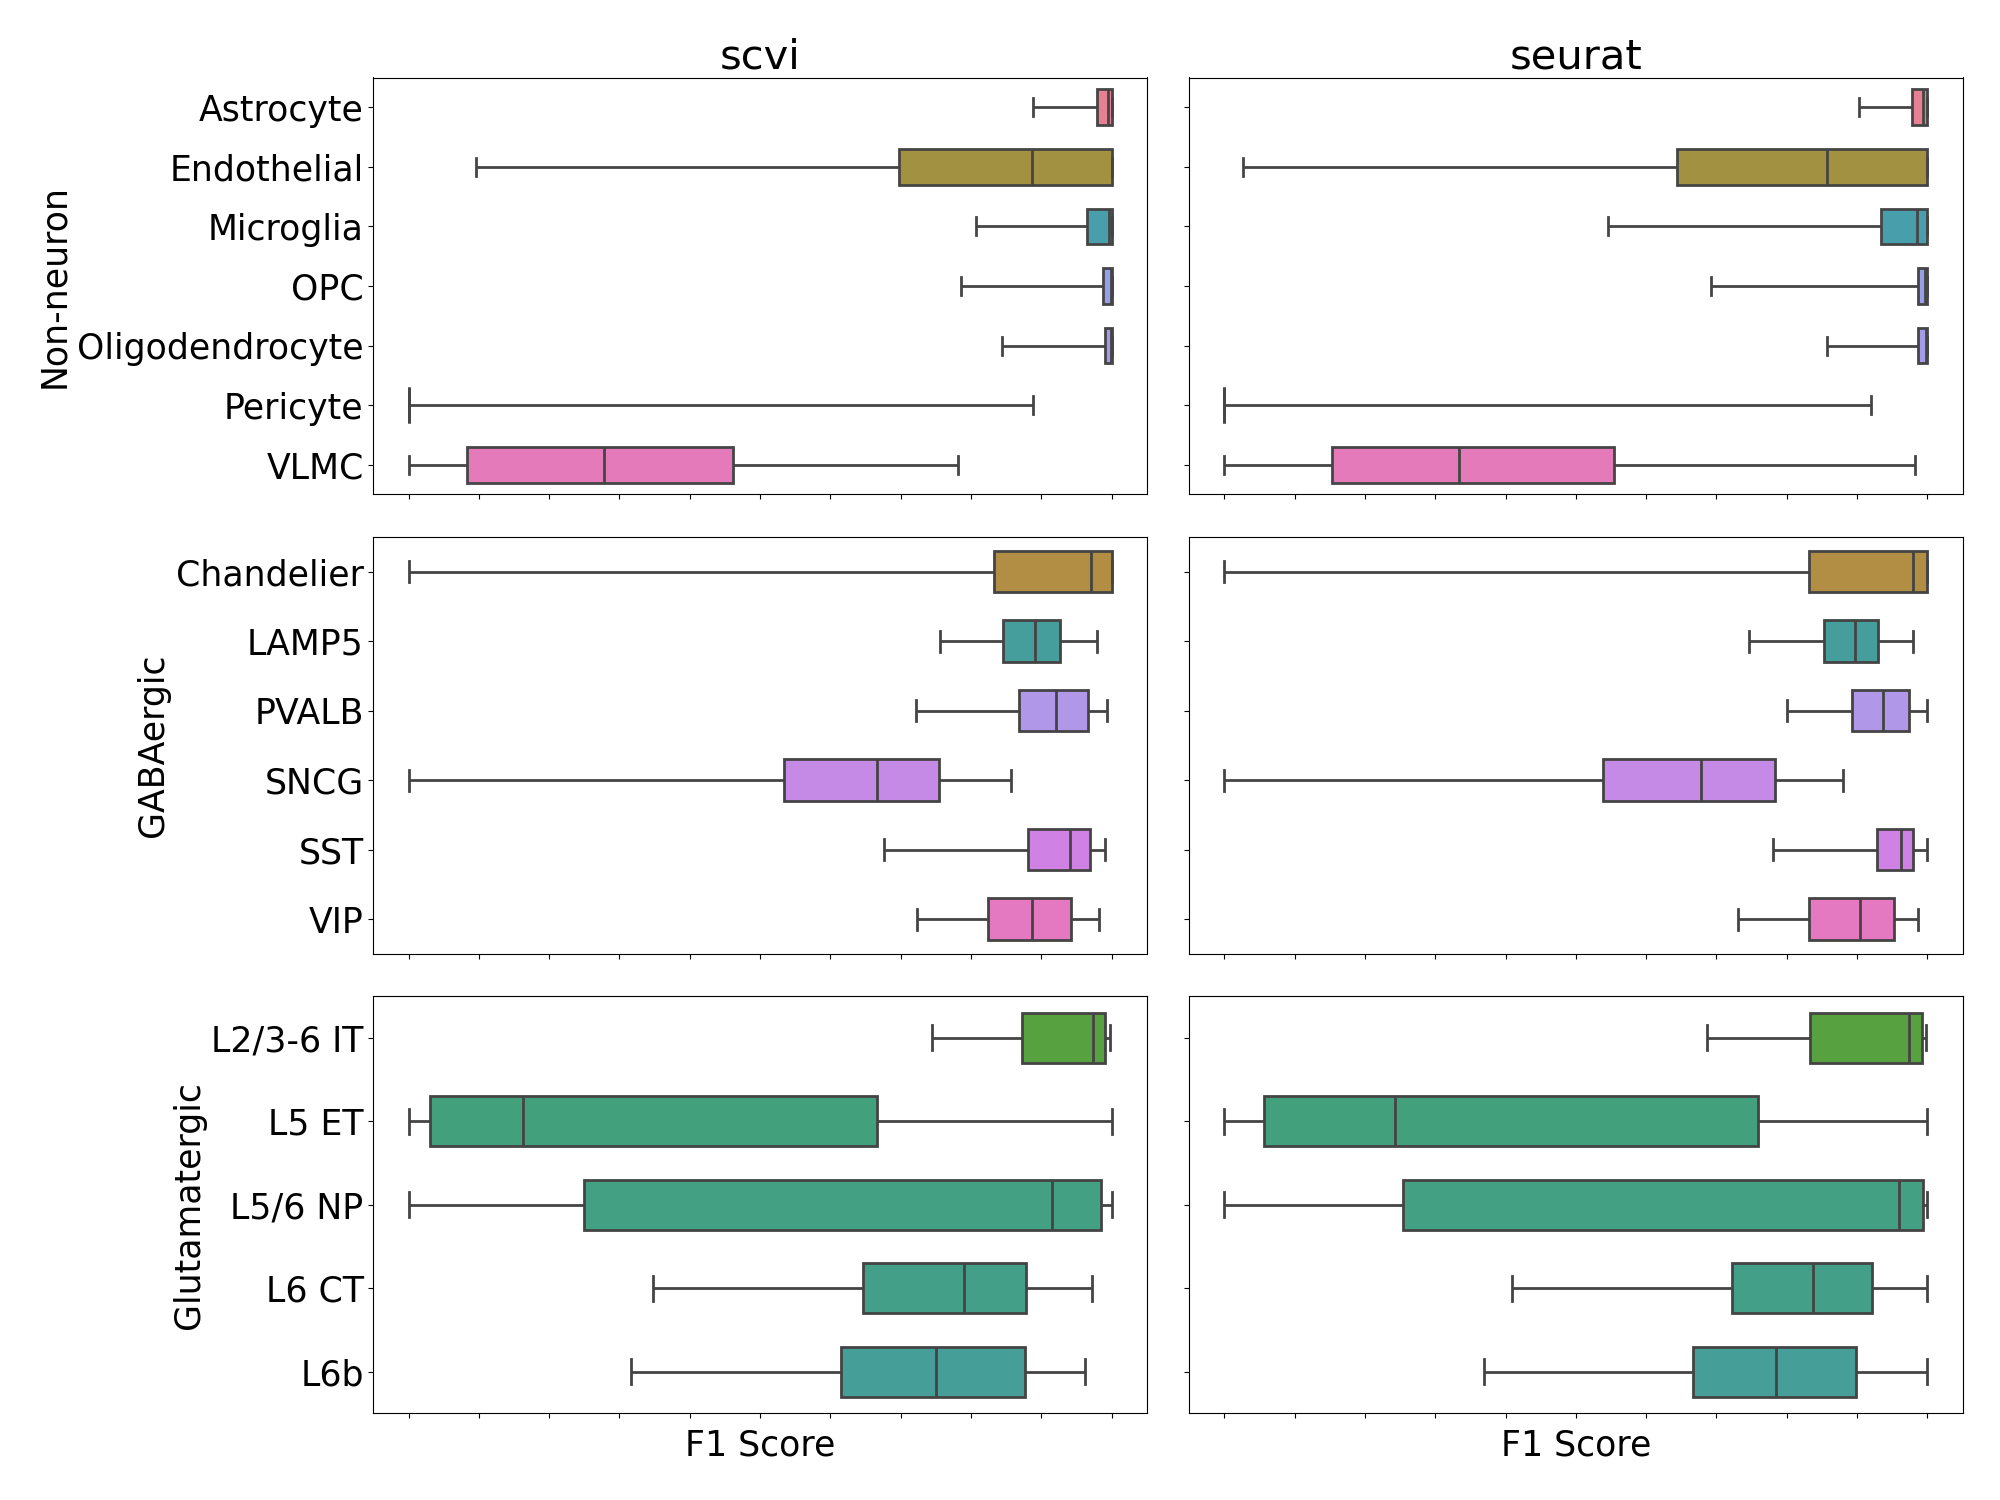 scvi
seurat
Non-neuron
Astrocyte
Endothelial
Microglia
OPC
Oligodendrocyte
Pericyte
VLMC
GABAergic
Chandelier
LAMP5
PVALB
SNCG
SST
VIP
Glutamatergic
L2/3-6 IT
L5 ET
L5/6 NP
L6 CT
L6b
F1 Score
F1 Score